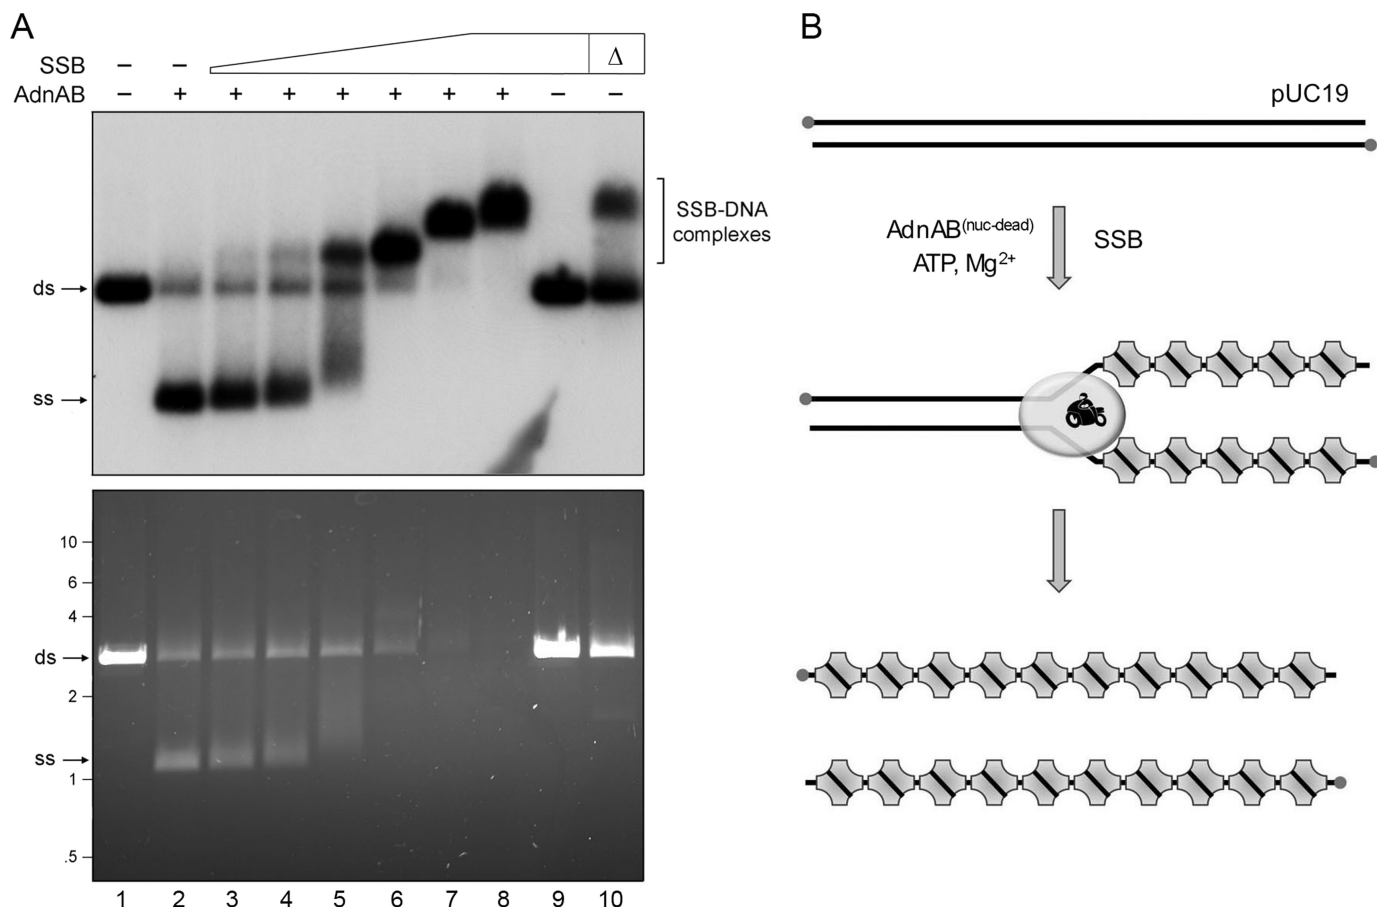 A
SSB – – Δ
AdnAB – + + + + + + + – –
ds
ss
SSB-DNA
complexes
10
6
4
ds
2
ss
1
.5
1 2 3 4 5 6 7 8 9 10
B
pUC19
AdnAB(nuc-dead)
ATP, Mg2+
SSB